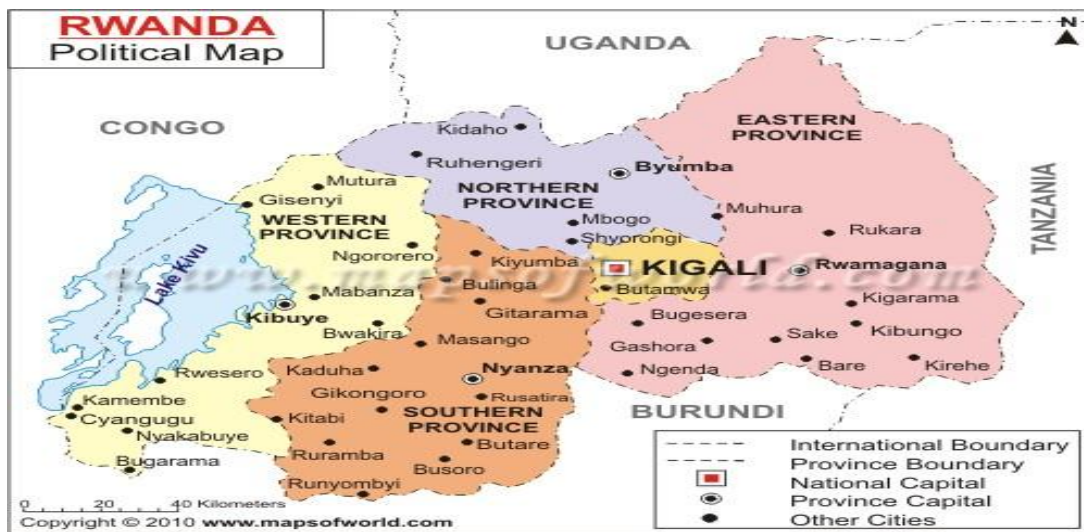 RWANDA
Political Map
N
UGANDA
CONGO
EASTERN
PROVINCE
TANZANIA
Kidaho
Ruhengeri
Byumba
Mutura
NORTHERN
PROVINCE
Gisenyi
WESTERN
PROVINCE
Mbogo
Muhura
Shyorongi
Rukara
Ngororero
Kiyumba
KIGALI
Rwamagana
Lake Kivu
www.mapsofworld.com
Bulinga
Butamwa
Mabanza
Kibuye
Gitarama
Kigarama
Bwakira
Bugesera
Kibungo
Masango
Gashora
Sake
Kaduha
Nyanza
Ngenda
Bare
Kirehe
Rwesero
Gikongoro
Rusatira
Kamembe
Cyangugu
Kitabi
SOUTHERN
PROVINCE
BURUNDI
Nyakabuye
Ruramba
Butare
Bugarama
Busoro
Runyombyi
International Boundary
Province Boundary
National Capital
Province Capital
Other Cities
0 20 40 Kilometers
Copyright © 2010 www.mapsofworld.com